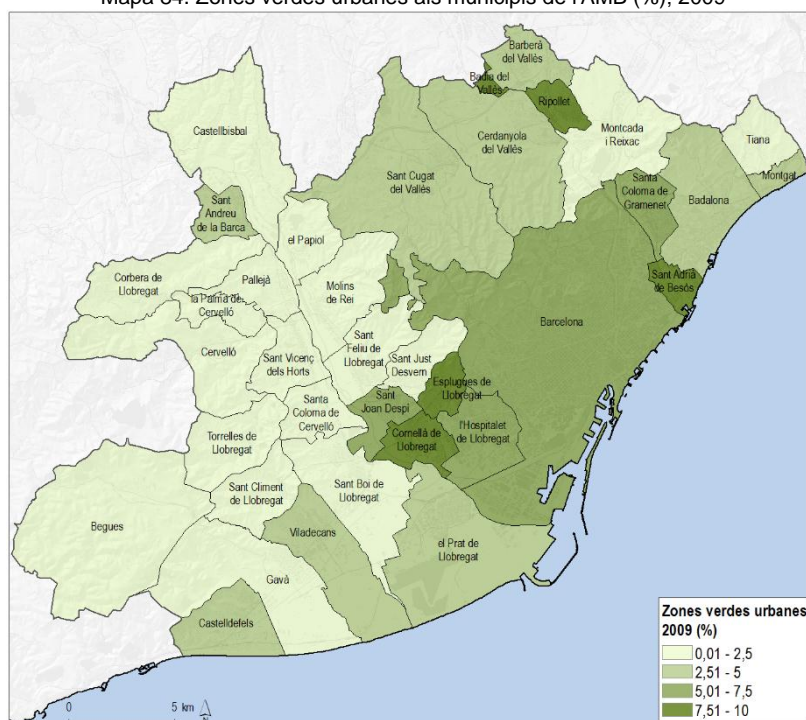 Mapa 34. Zones verdes urbanes als municipis de l'AMB (%), 2009
Barberà
del Vallès
Badiu del
Vallès
Ripollet
Castellbisbal
Cerdanyola
del Vallès
Montcada
i Reixac
Tiana
Sant Cugat
del Vallès
Santa
Coloma de
Gramenet
Montgat
Badalona
Sant
Andreu
de la Barca
el Papiol
Sant Adrià
de Besòs
Corbera de
Llobregat
Pallejà
Molins
de Rei
la Palma de
Cervelló
Barcelona
Cervelló
Sant Vicenç
dels Horts
Sant
Feliu de
Llobregat
Sant Just
Desvern
Esplugues de
Llobregat
Santa
Coloma de
Cervelló
Sant
Joan Despí
Cornellà de
Llobregat
l'Hospitalet
de Llobregat
Torrelles de
Llobregat
Sant Climent
de Llobregat
Sant Boi de
Llobregat
Begues
Viladecans
el Prat de
Llobregat
Gavà
Castelldefels
Zones verdes urbanes
2009 (%)
0,01 - 2,5
2,51 - 5
5,01 - 7,5
7,51 - 10
0 5 km
N